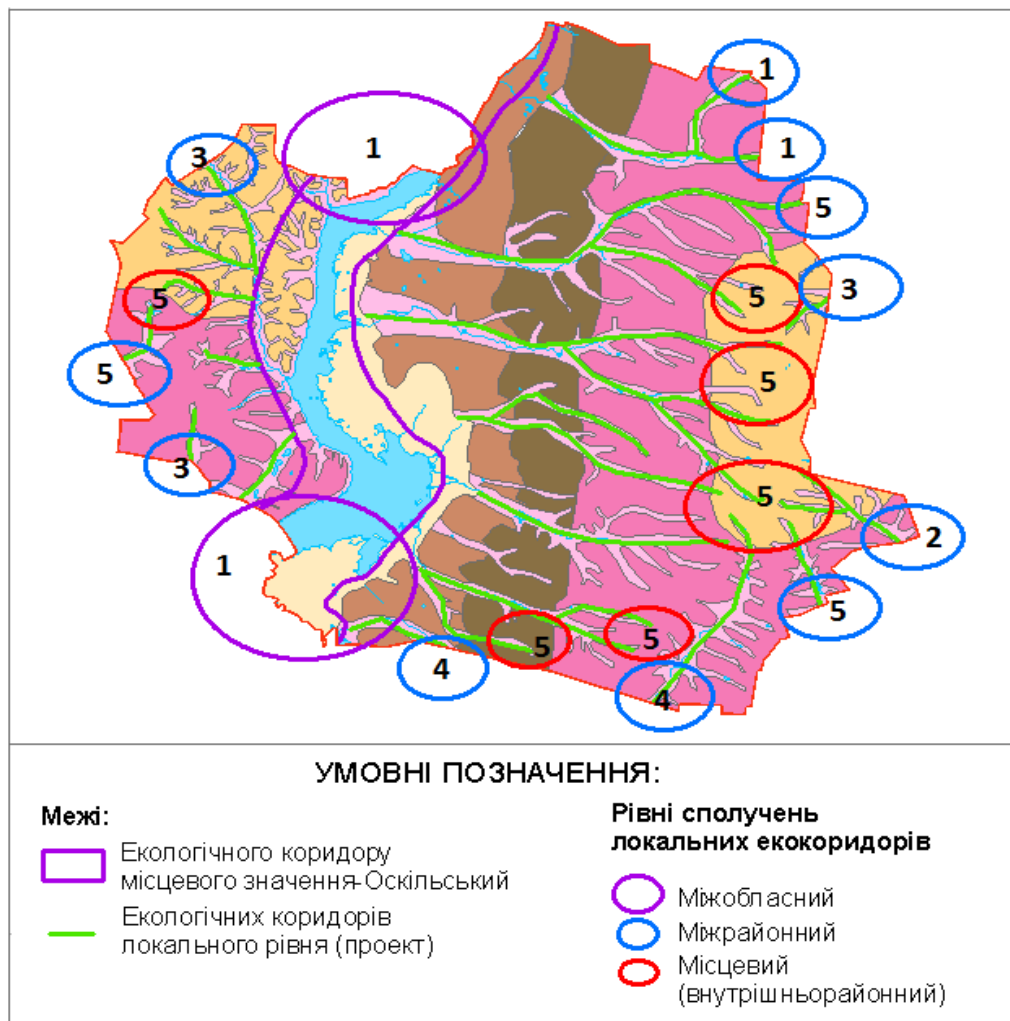 1
1
3
1
5
5
3
5
5
5
3
5
2
1
5
5
5
4
4
УМОВНІ ПОЗНАЧЕННЯ:
Межі:
Екологічного коридору
місцевого значення-Оскільський
Екологічних коридорів
локального рівня (проект)
Рівні сполучень
локальних екокоридорів
Міжобласний
Міжрайонний
Місцевий
(внутрішньорайонний)